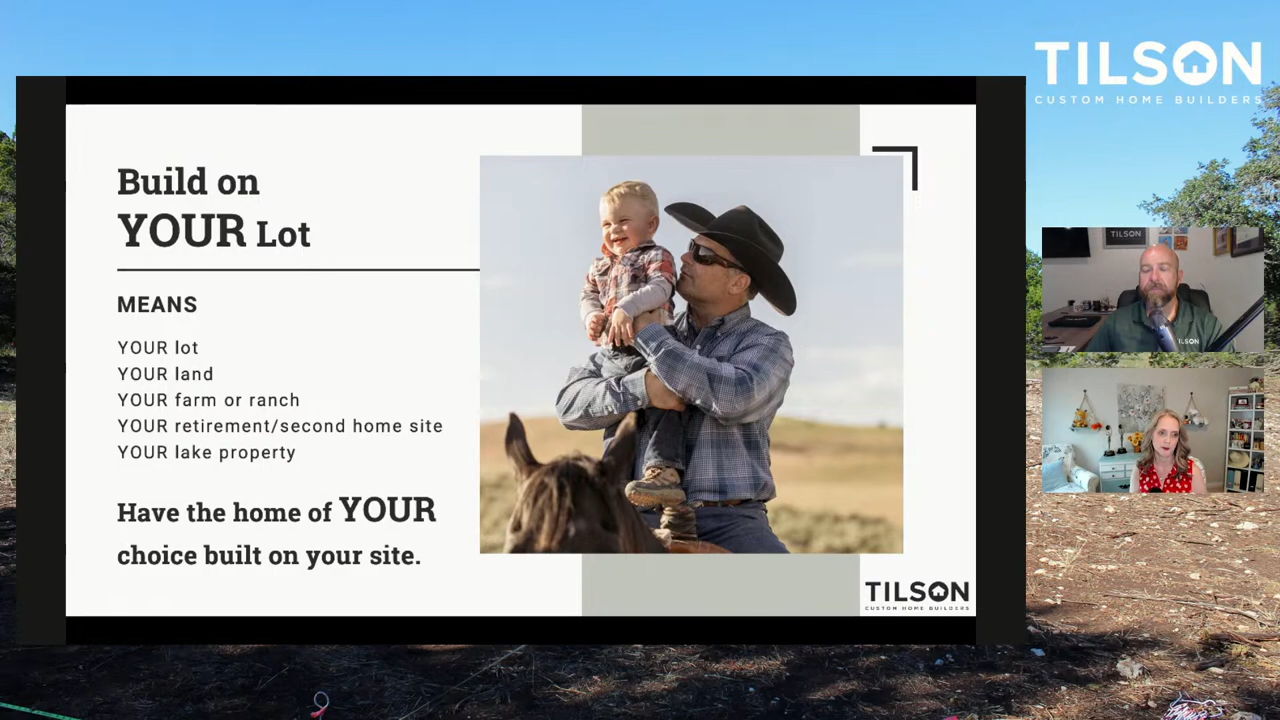 Build on
YOUR Lot
MEANS
YOUR lot
YOUR land
YOUR farm or ranch
YOUR retirement/second home site
YOUR lake property
Have the home of YOUR
choice built on your site.
TILSON
CUSTOM HOME BUILDERS
TILSON
CUSTOM HOME BUILDERS
TILSON
TILSON